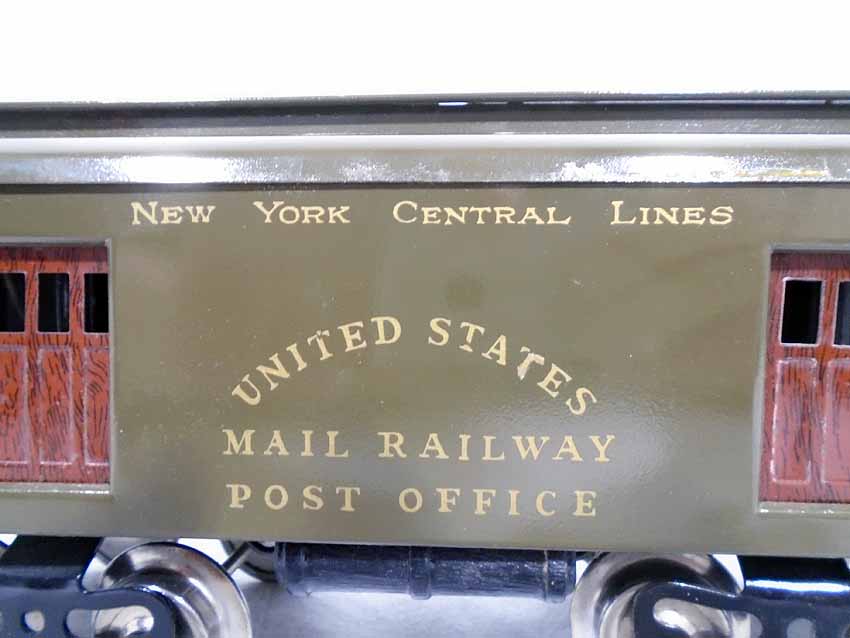 New York Central Lines
UNITED STATES
MAIL RAILWAY
POST OFFICE